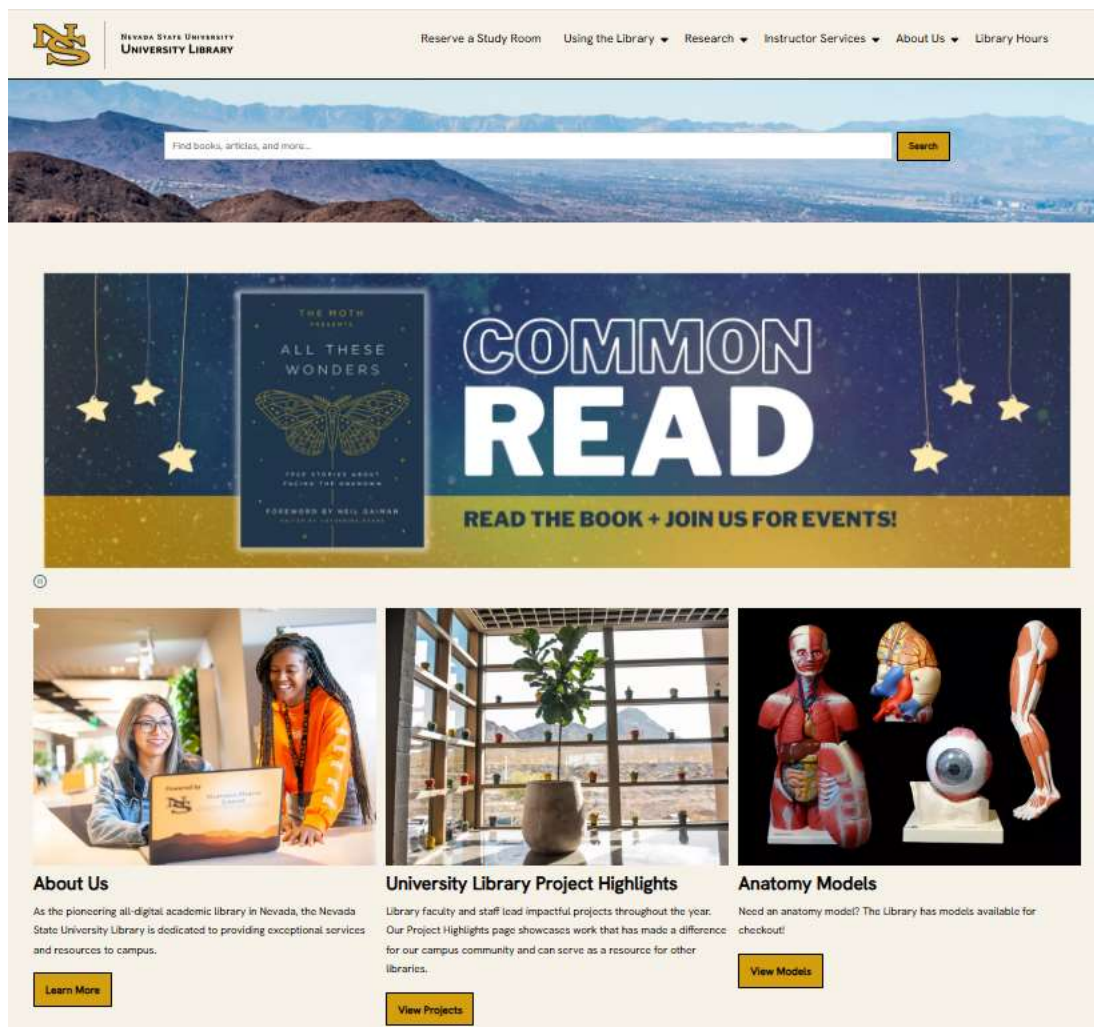 NS
NEVADA STATE UNIVERSITY
UNIVERSITY LIBRARY
Reserve a Study Room Using the Library Research Instructor Services About Us Library Hours
Find books, articles, and more...
Search
THE MOTH
PRESENTS
ALL THESE
WONDERS
TRUE STORIES ABOUT
FACING THE UNKNOWN
FOREWORD BY NEIL GAIMAN
COMMON
READ
READ THE BOOK + JOIN US FOR EVENTS!
Powered by
NS
About Us
As the pioneering all-digital academic library in Nevada, the Nevada
State University Library is dedicated to providing exceptional services
and resources to campus.
Learn More
University Library Project Highlights
Library faculty and staff lead impactful projects throughout the year.
Our Project Highlights page showcases work that has made a difference
for our campus community and can serve as a resource for other
libraries.
View Projects
Anatomy Models
Need an anatomy model? The Library has models available for
checkout!
View Models